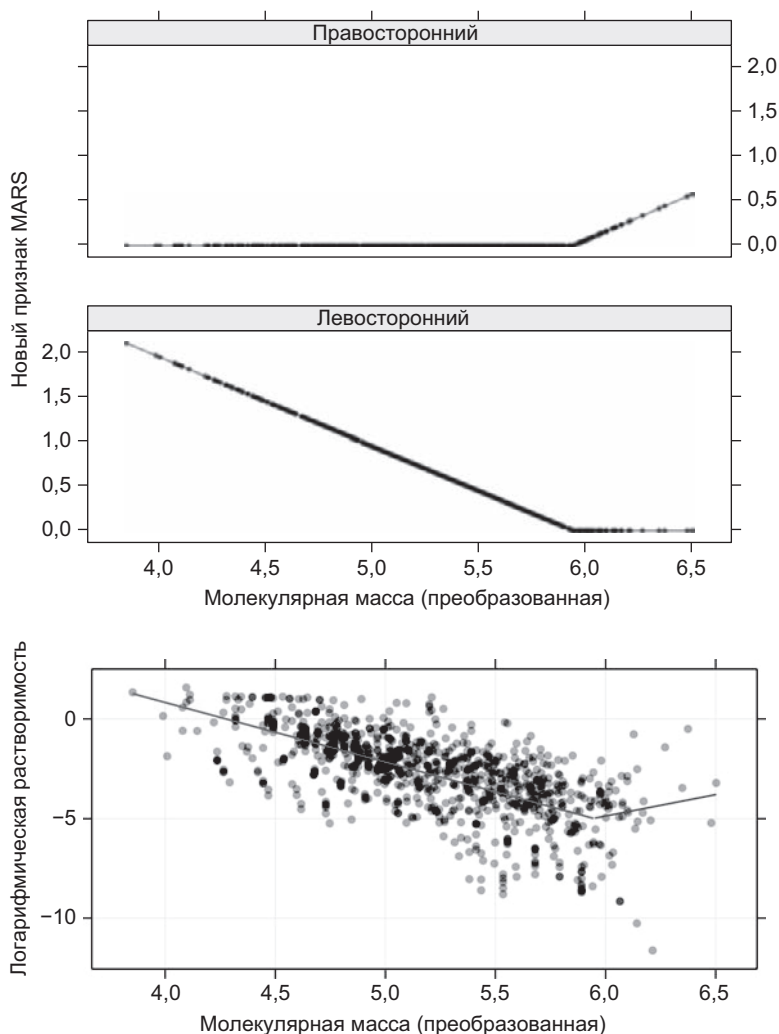 Правосторонний
2,0
1,5
1,0
0,5
0,0
Новый признак MARS
Левосторонний
2,0
1,5
1,0
0,5
0,0
4,0 4,5 5,0 5,5 6,0 6,5
Молекулярная масса (преобразованная)
Логарифмическая растворимость
0
−5
−10
4,0 4,5 5,0 5,5 6,0 6,5
Молекулярная масса (преобразованная)